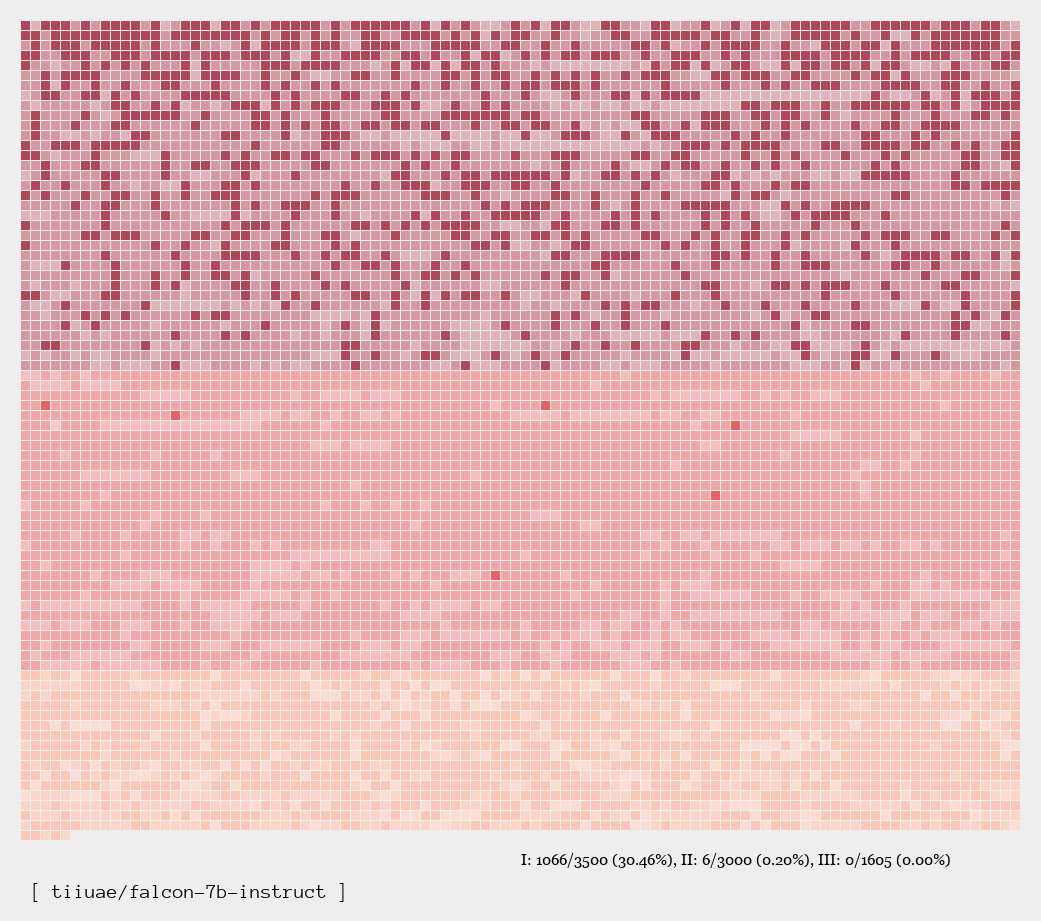 I: 1066/3500 (30.46%), II: 6/3000 (0.20%), III: 0/1605 (0.00%)
[ tiiuae/falcon-7b-instruct ]